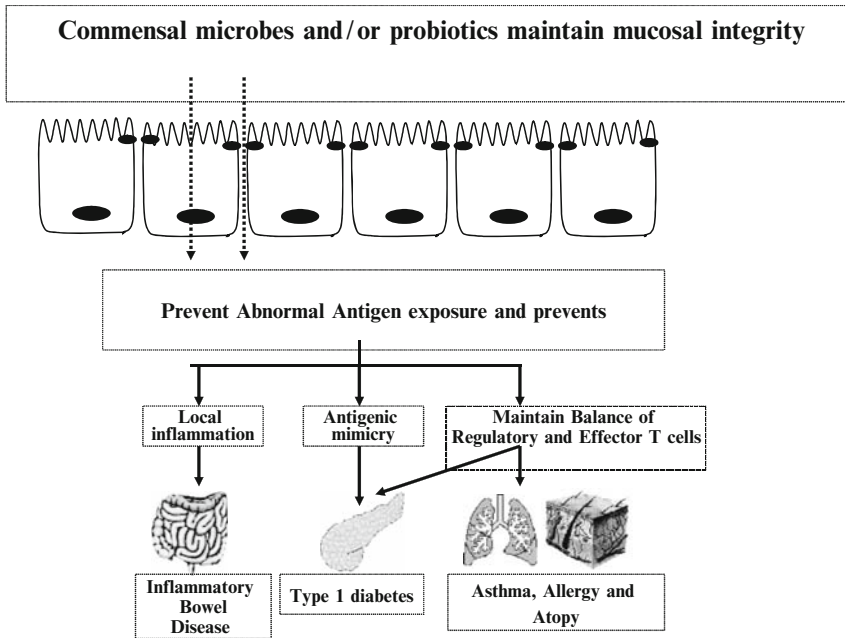 Commensal microbes and/or probiotics maintain mucosal integrity
Prevent Abnormal Antigen exposure and prevents
Local
inflammation
Antigenic
mimicry
Maintain Balance of
Regulatory and Effector T cells
Inflammatory
Bowel
Disease
Type 1 diabetes
Asthma, Allergy and
Atopy